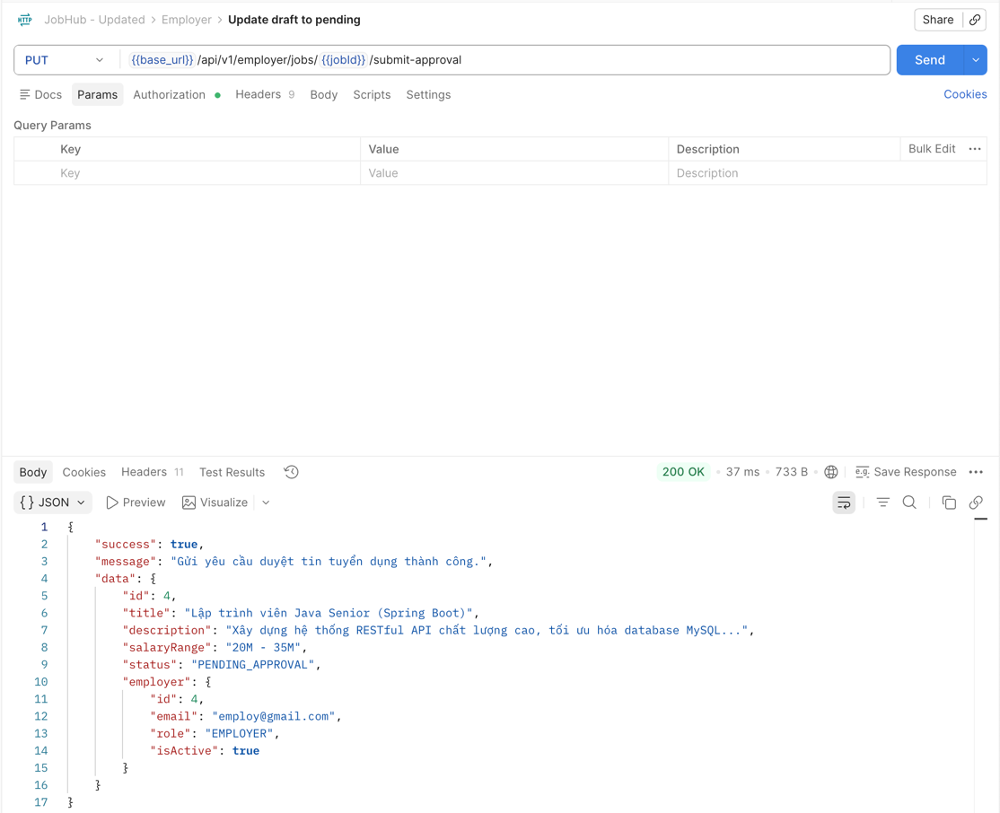 HTTP JobHub - Updated > Employer > Update draft to pending Share
PUT {{base_url}} /api/v1/employer/jobs/ {{jobId}} /submit-approval Send
Docs Params Authorization Headers 9 Body Scripts Settings Cookies
Query Params
Key Value Description Bulk Edit ...
Key Value Description
Body Cookies Headers 11 Test Results 200 OK • 37 ms • 733 B • e.g. Save Response ...
{} JSON Preview Visualize
1 {
2 "success": true,
3 "message": "Gửi yêu cầu duyệt tin tuyển dụng thành công.",
4 "data": {
5 "id": 4,
6 "title": "Lập trình viên Java Senior (Spring Boot)",
7 "description": "Xây dựng hệ thống RESTful API chất lượng cao, tối ưu hóa database MySQL...",
8 "salaryRange": "20M - 35M",
9 "status": "PENDING_APPROVAL",
10 "employer": {
11 "id": 4,
12 "email": "employ@gmail.com",
13 "role": "EMPLOYER",
14 "isActive": true
15 }
16 }
17 }